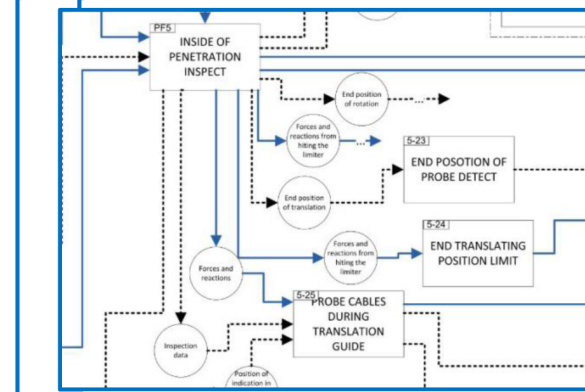 PF5
INSIDE OF
PENETRATION
INSPECT
End position
of rotation
...
Forces and
reactions from
hitting the
limiter
...
5-23
END POSOTION OF
PROBE DETECT
End position
of translation
5-24
END TRANSLATING
POSITION LIMIT
Forces and
reactions from
hitting the
limiter
Forces and
reactions
5-25
PROBE CABLES
DURING
TRANSLATION
GUIDE
Inspection
data
Position of
indication in